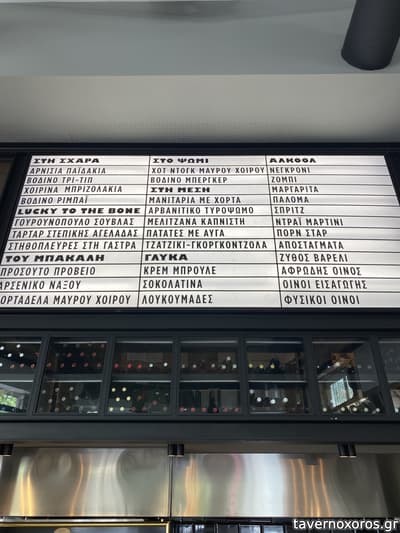 ΣΤΗ ΣΧΑΡΑ
ΑΡΝΙΣΙΑ ΠΑΪΔΑΚΙΑ
ΒΟΔΙΝΟ ΤΡΙ-ΤΙΠ
ΧΟΙΡΙΝΑ ΜΠΡΙΖΟΛΑΚΙΑ
ΒΟΔΙΝΟ ΡΙΜΠΑΪ
LUCKY TO THE BONE
ΓΟΥΡΟΥΝΟΠΟΥΛΟ ΣΟΥΒΛΑΣ
ΤΑΡΤΑΡ ΣΤΕΠΙΚΗΣ ΑΓΕΛΑΔΑΣ
ΣΤΗΘΟΠΛΕΥΡΕΣ ΣΤΗ ΓΑΣΤΡΑ
ΤΟΥ ΜΠΑΚΑΛΗ
ΠΡΟΣΟΥΤΟ ΠΡΟΒΕΙΟ
ΑΡΣΕΝΙΚΟ ΝΑΞΟΥ
ΟΡΤΑΔΕΛΑ ΜΑΥΡΟΥ ΧΟΙΡΟΥ
ΣΤΟ ΨΩΜΙ
ΧΟΤ ΝΤΟΓΚ ΜΑΥΡΟΥ ΧΟΙΡΟΥ
ΒΟΔΙΝΟ ΜΠΕΡΓΚΕΡ
ΣΤΗ ΜΕΣΗ
ΜΑΝΙΤΑΡΙΑ ΜΕ ΧΟΡΤΑ
ΑΡΒΑΝΙΤΙΚΟ ΤΥΡΟΨΩΜΟ
ΜΕΛΙΤΖΑΝΑ ΚΑΠΝΙΣΤΗ
ΠΑΤΑΤΕΣ ΜΕ ΑΥΓΑ
ΤΖΑΤΖΙΚΙ-ΓΚΟΡΓΚΟΝΤΖΟΛΑ
ΓΛΥΚΑ
ΚΡΕΜ ΜΠΡΟΥΛΕ
ΣΟΚΟΛΑΤΙΝΑ
ΛΟΥΚΟΥΜΑΔΕΣ
ΑΛΚΟΟΛ
ΝΕΓΚΡΟΝΙ
ΖΟΜΠΙ
ΜΑΡΓΑΡΙΤΑ
ΠΑΛΟΜΑ
ΣΠΡΙΤΖ
ΝΤΡΑΪ ΜΑΡΤΙΝΙ
ΠΟΡΝ ΣΤΑΡ
ΑΠΟΣΤΑΓΜΑΤΑ
ΖΥΘΟΣ ΒΑΡΕΛΙ
ΑΦΡΩΔΗΣ ΟΙΝΟΣ
ΟΙΝΟΙ ΕΙΣΑΓΩΓΗΣ
ΦΥΣΙΚΟΙ ΟΙΝΟΙ
tavernoxoros.gr